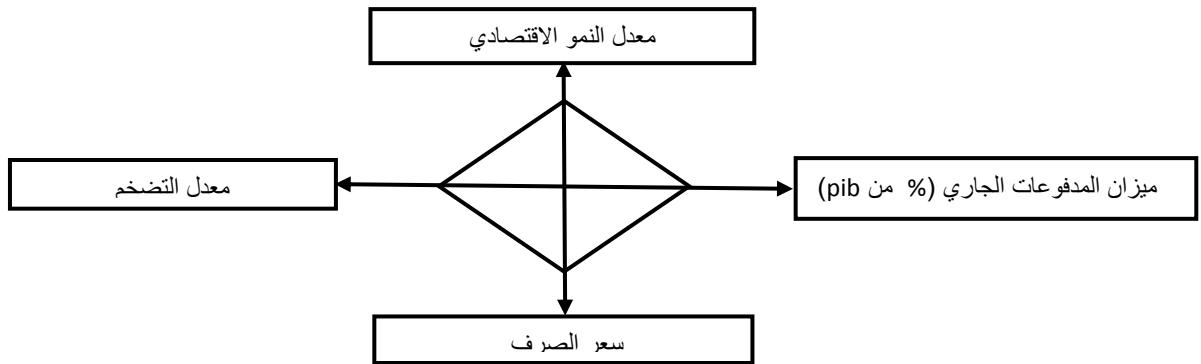 معدل النمو الاقتصادي
ميزان المدفوعات الجاري (% من pib)
معدل التضخم
سعر الصرف